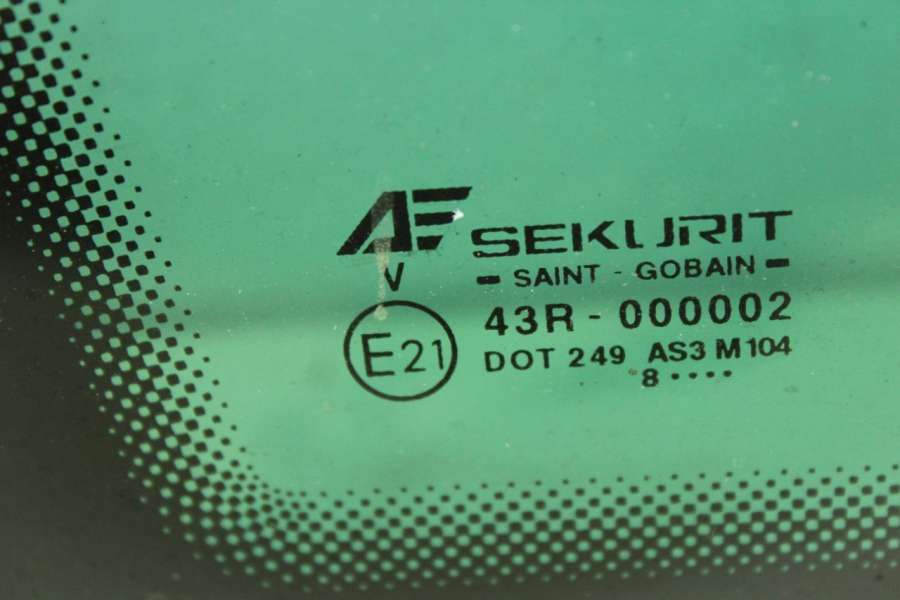 AF SEKURIT
SAINT - GOBAIN
V
E21
43R - 000002
DOT 249 AS3 M104
8 ····